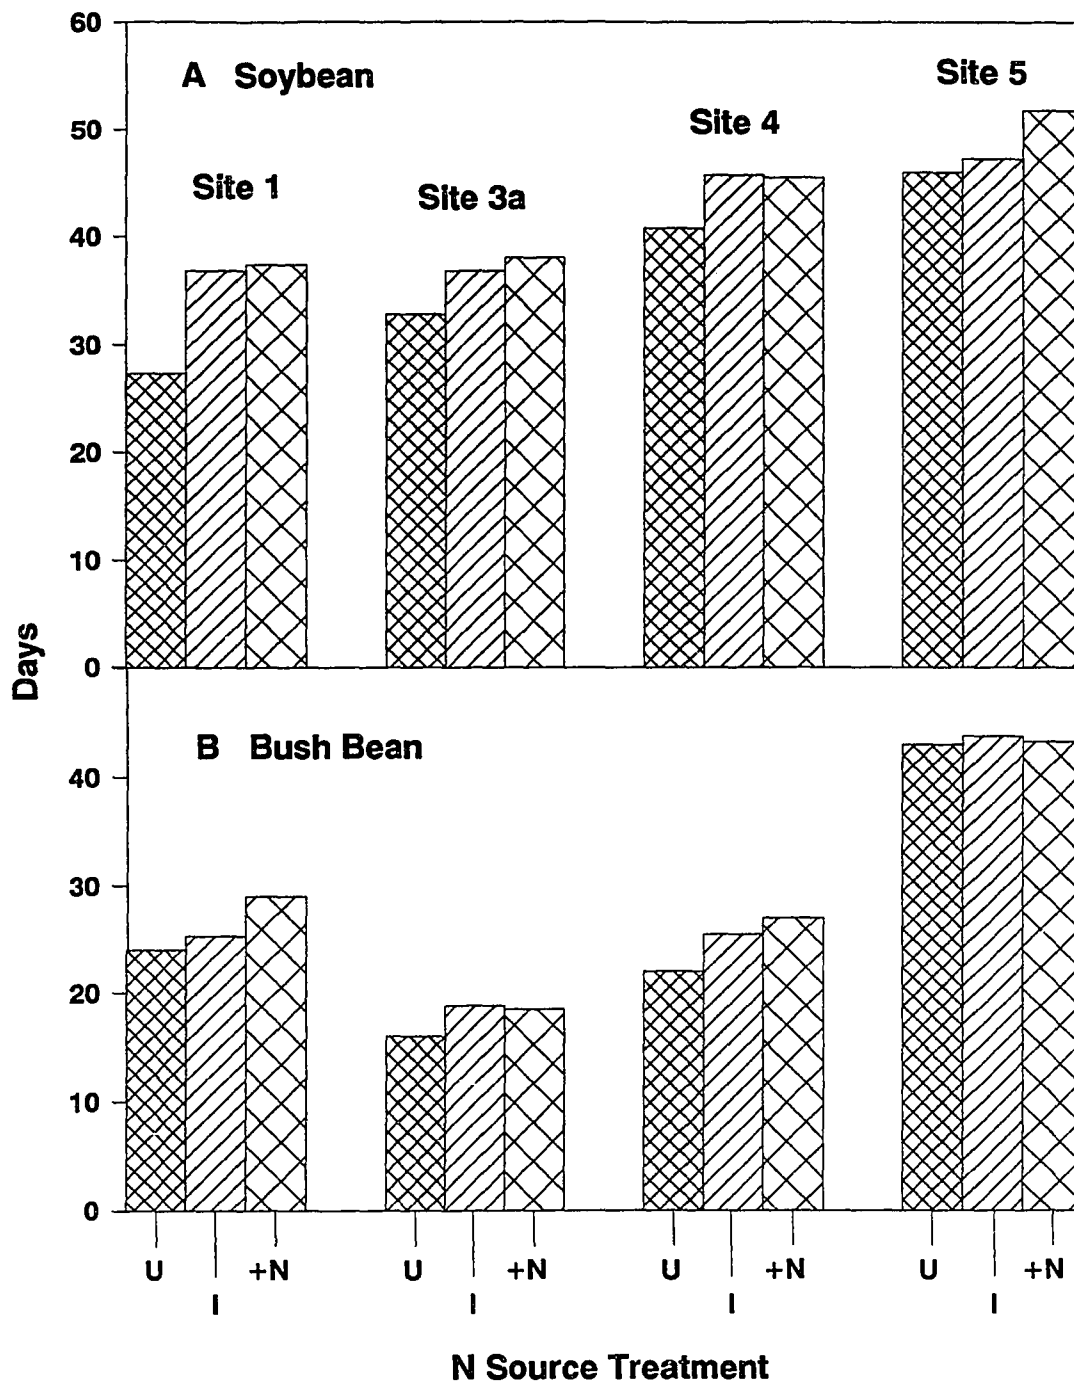 60
A Soybean
Site 5
50
Site 4
Site 1
Site 3a
40
30
20
10
0
Days
B Bush Bean
40
30
20
10
0
U +N U +N U +N U +N
I I I I
N Source Treatment